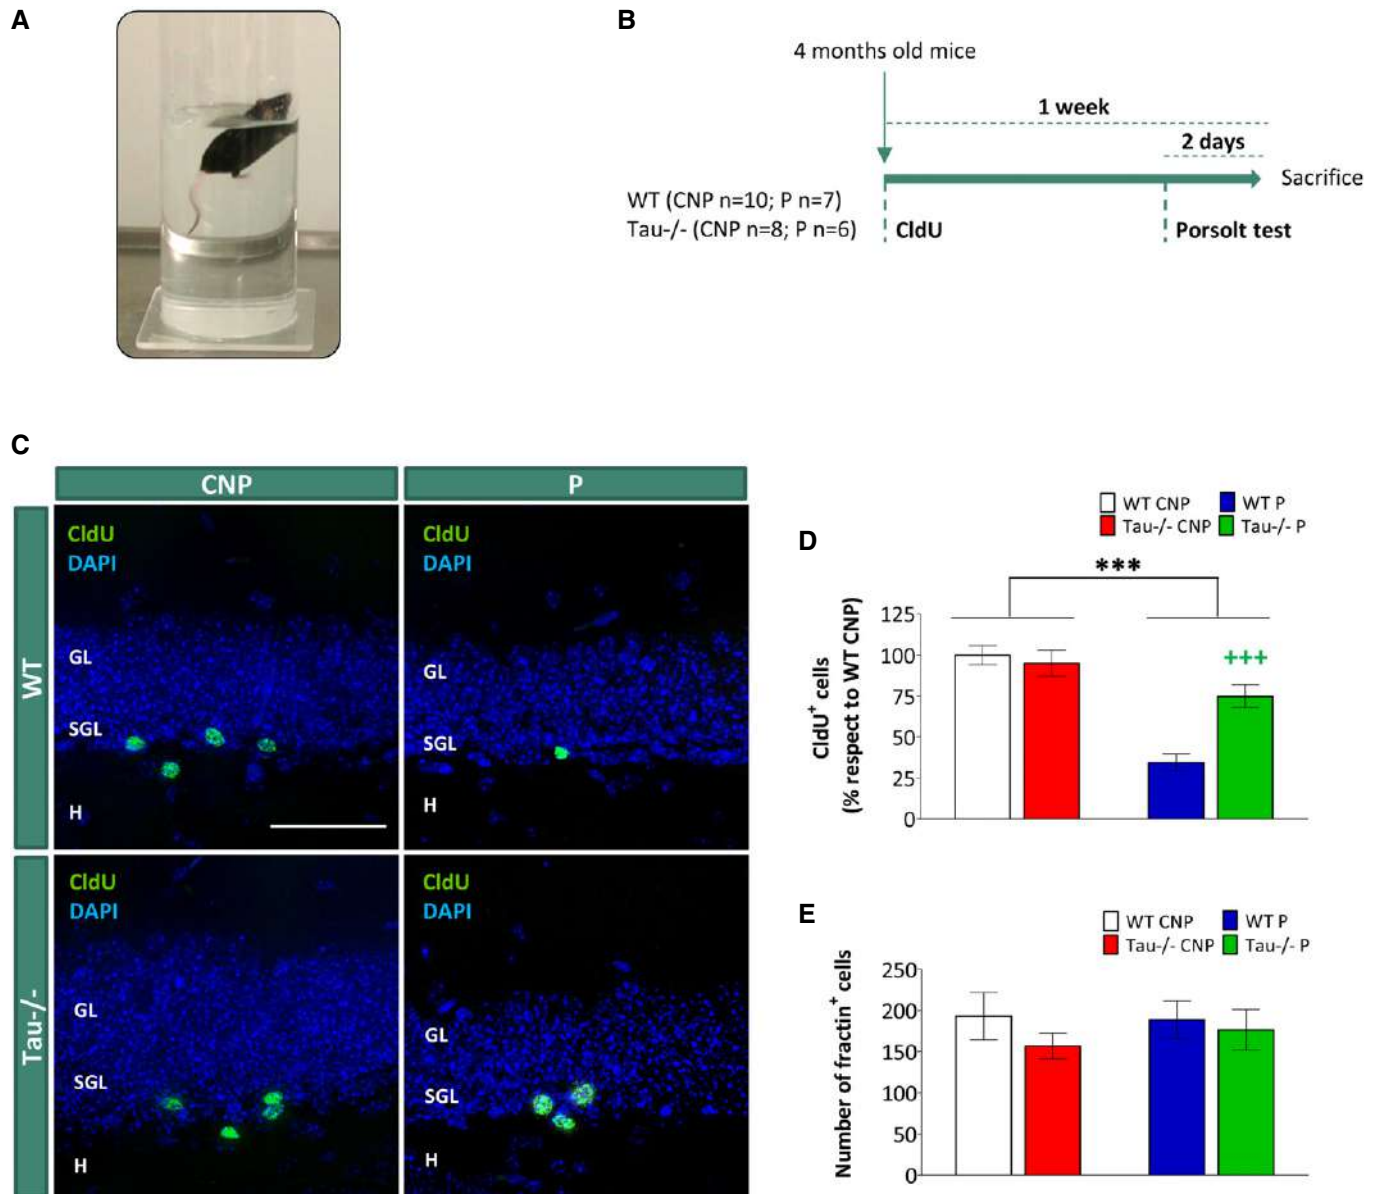 A
B
4 months old mice
1 week
2 days
Sacrifice
WT (CNP n=10; P n=7)
Tau-/- (CNP n=8; P n=6)
CldU
Porsolt test
C
CNP
P
WT
CldU
DAPI
GL
SGL
H
CldU
DAPI
GL
SGL
H
Tau-/-
CldU
DAPI
GL
SGL
H
CldU
DAPI
GL
SGL
H
D
WT CNP
WT P
Tau-/- CNP
Tau-/- P
***
+++
CldU⁺ cells
(% respect to WT CNP)
125
100
75
50
25
0
E
WT CNP
WT P
Tau-/- CNP
Tau-/- P
Number of fractin⁺ cells
250
200
150
100
50
0